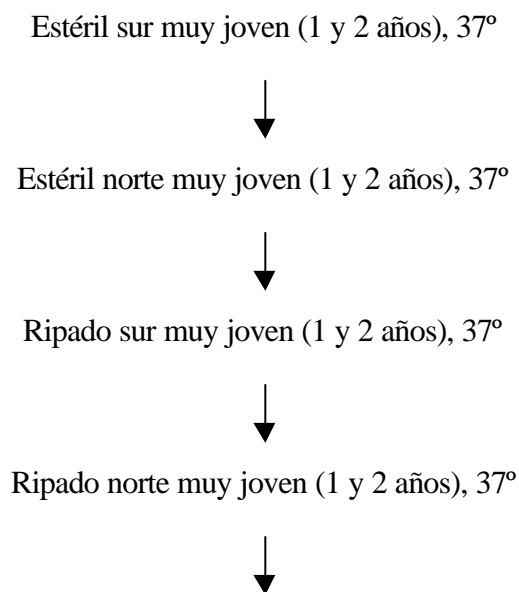 Estéril sur muy joven (1 y 2 años), 37º
Estéril norte muy joven (1 y 2 años), 37º
Ripado sur muy joven (1 y 2 años), 37º
Ripado norte muy joven (1 y 2 años), 37º